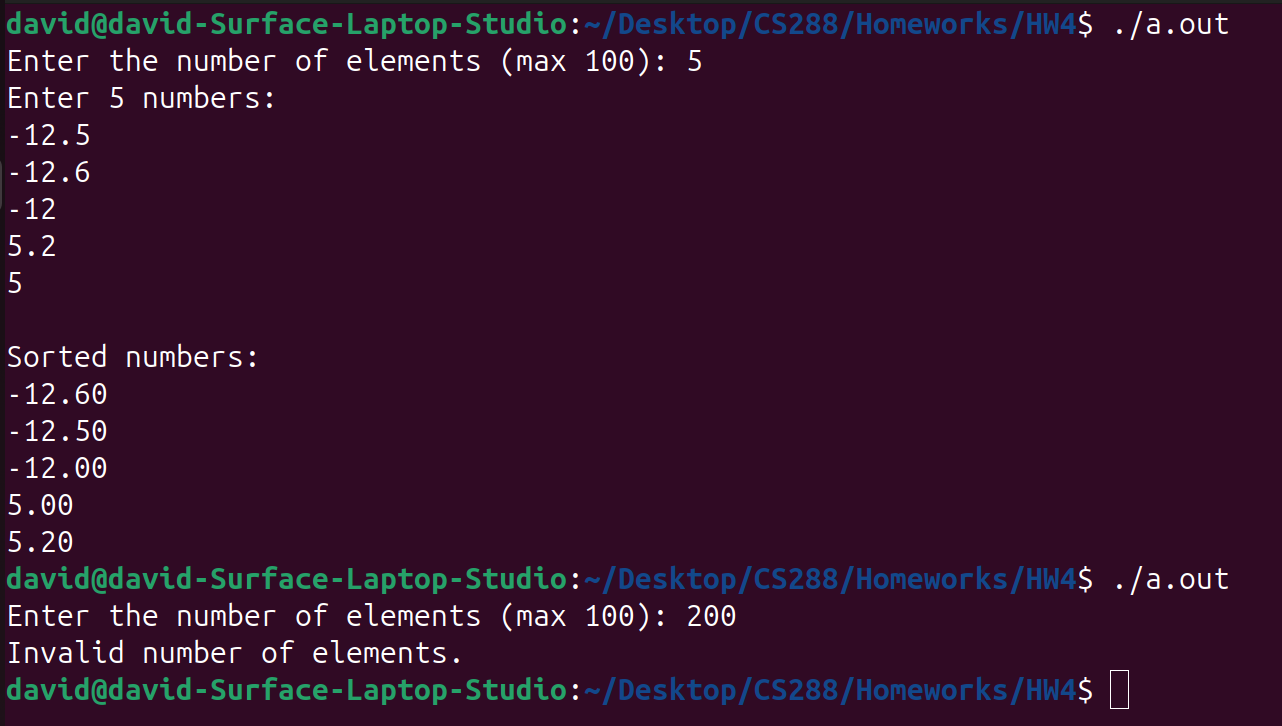 david@david-Surface-Laptop-Studio:~/Desktop/CS288/Homeworks/HW4$ ./a.out
Enter the number of elements (max 100): 5
Enter 5 numbers:
-12.5
-12.6
-12
5.2
5

Sorted numbers:
-12.60
-12.50
-12.00
5.00
5.20
david@david-Surface-Laptop-Studio:~/Desktop/CS288/Homeworks/HW4$ ./a.out
Enter the number of elements (max 100): 200
Invalid number of elements.
david@david-Surface-Laptop-Studio:~/Desktop/CS288/Homeworks/HW4$